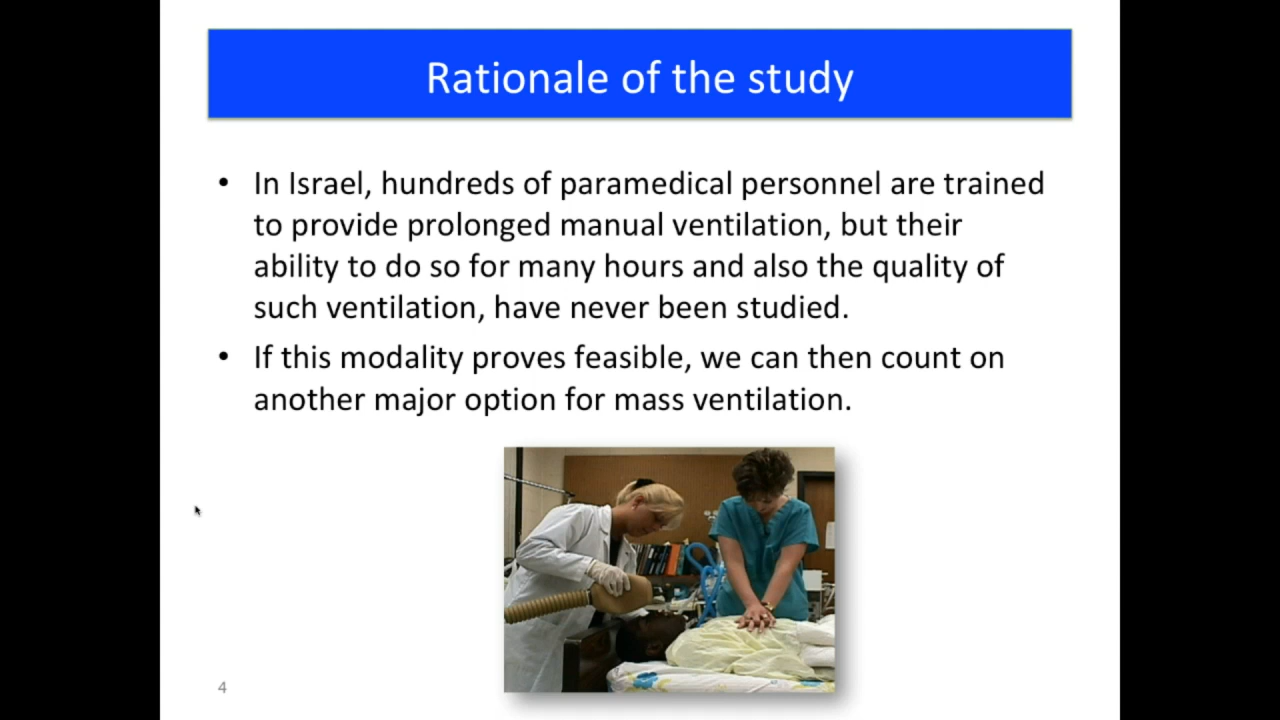 Rationale of the study
• In Israel, hundreds of paramedical personnel are trained
to provide prolonged manual ventilation, but their
ability to do so for many hours and also the quality of
such ventilation, have never been studied.
• If this modality proves feasible, we can then count on
another major option for mass ventilation.
4